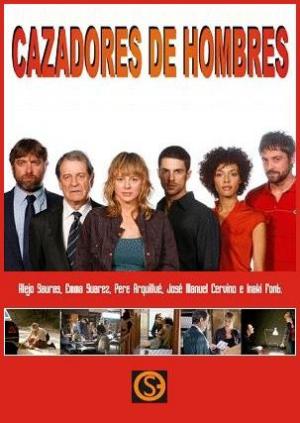 CAZADORES DE HOMBRES
Alejo Sauras, Emma Suarez, Pere Arquillué, José Manuel Cervino e Inaki Font.